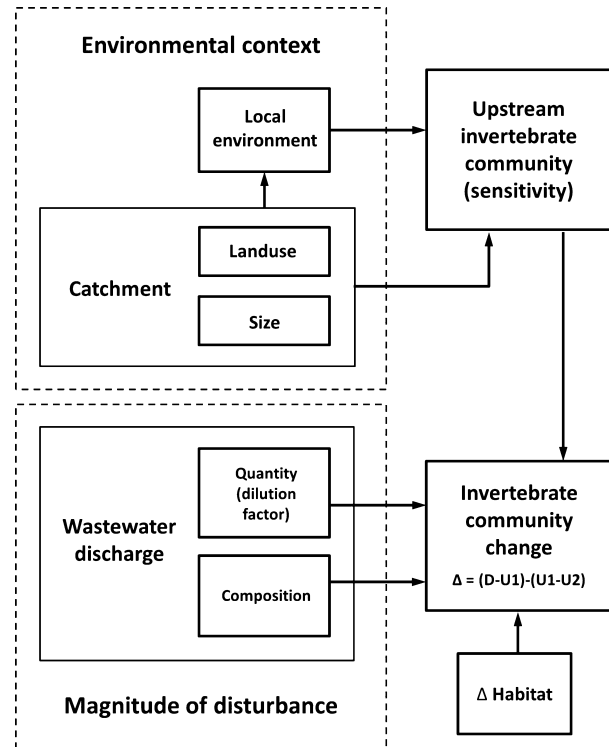 Environmental context
Local
environment
Upstream
invertebrate
community
(sensitivity)
Landuse
Catchment
Size
Quantity
(dilution
factor)
Wastewater
discharge
Composition
Invertebrate
community
change
Δ = (D-U1)-(U1-U2)
Δ Habitat
Magnitude of disturbance